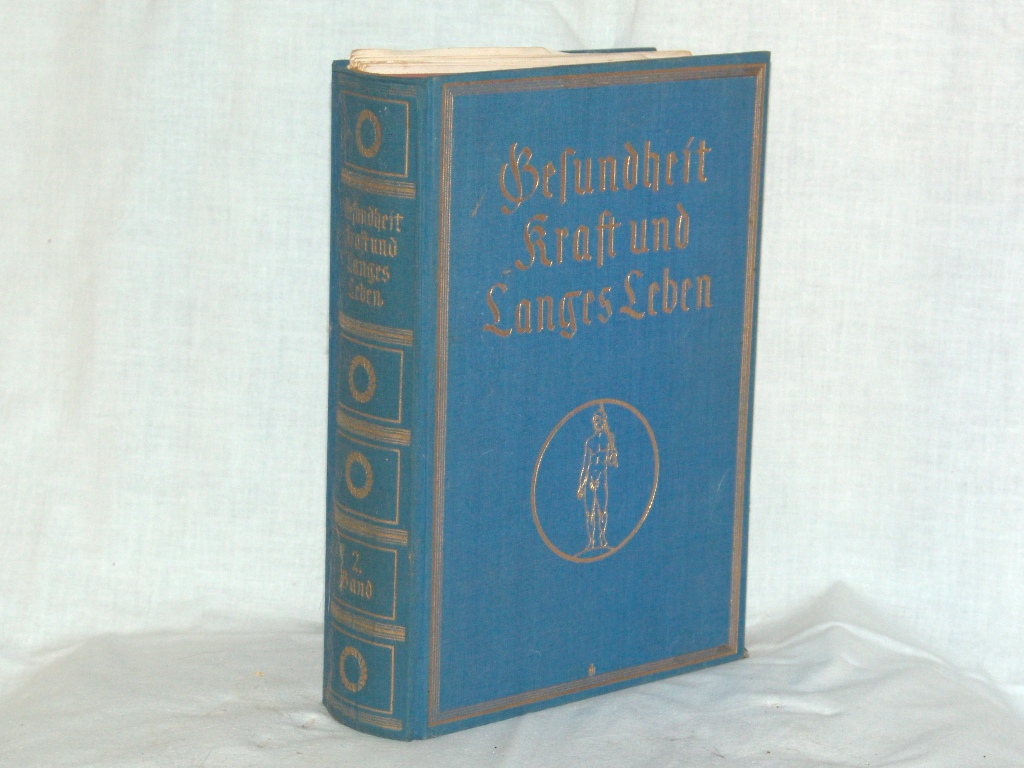 Gesundheit
Kraft und
Langes Leben
Gesundheit
Kraft und
Langes
Leben
2.
Band